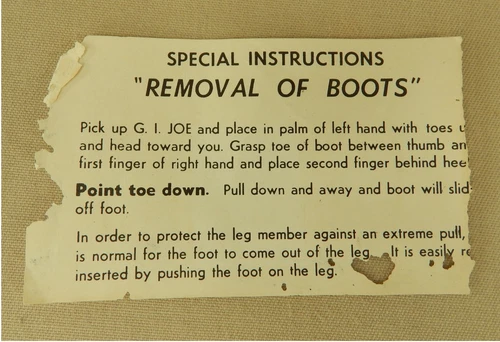 SPECIAL INSTRUCTIONS
"REMOVAL OF BOOTS"
Pick up G. I. JOE and place in palm of left hand with toes
and head toward you. Grasp toe of boot between thumb
first finger of right hand and place second finger behind
Point toe down. Pull down and away and boot will
off foot.
In order to protect the leg member against an extreme pull,
is normal for the foot to come out of the leg. It is easily
inserted by pushing the foot on the leg.